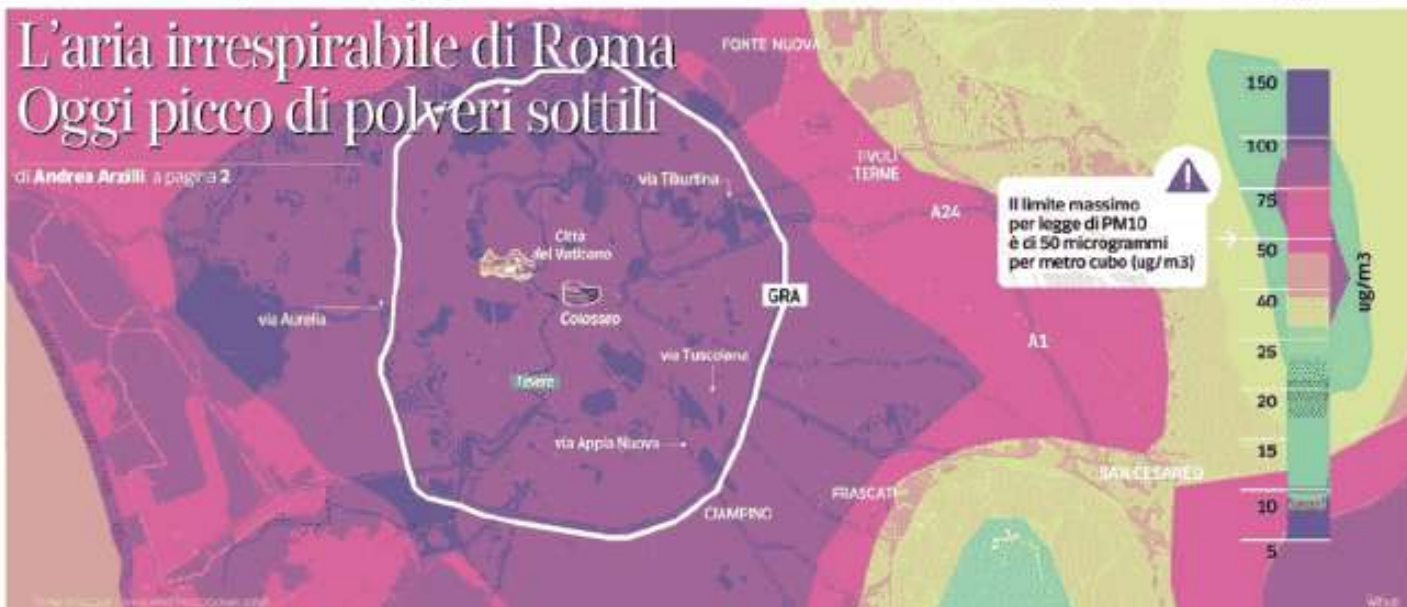 L'aria irrespirabile di Roma
Oggi picco di polveri sottili
di Andrea Arzilli a pagina 2
FONTE NUOVA
TIVOLI
TERME
via Tiburtina
A24
Città
del Vaticano
Colosseo
GRA
via Aurelia
A1
via Tuscolana
Tevere
via Appia Nuova
SAN CESAREO
FRASCATI
CIAMPINO
Il limite massimo
per legge di PM10
è di 50 microgrammi
per metro cubo (ug/m3)
150
100
75
50
40
25
20
15
10
5
ug/m3
Withub